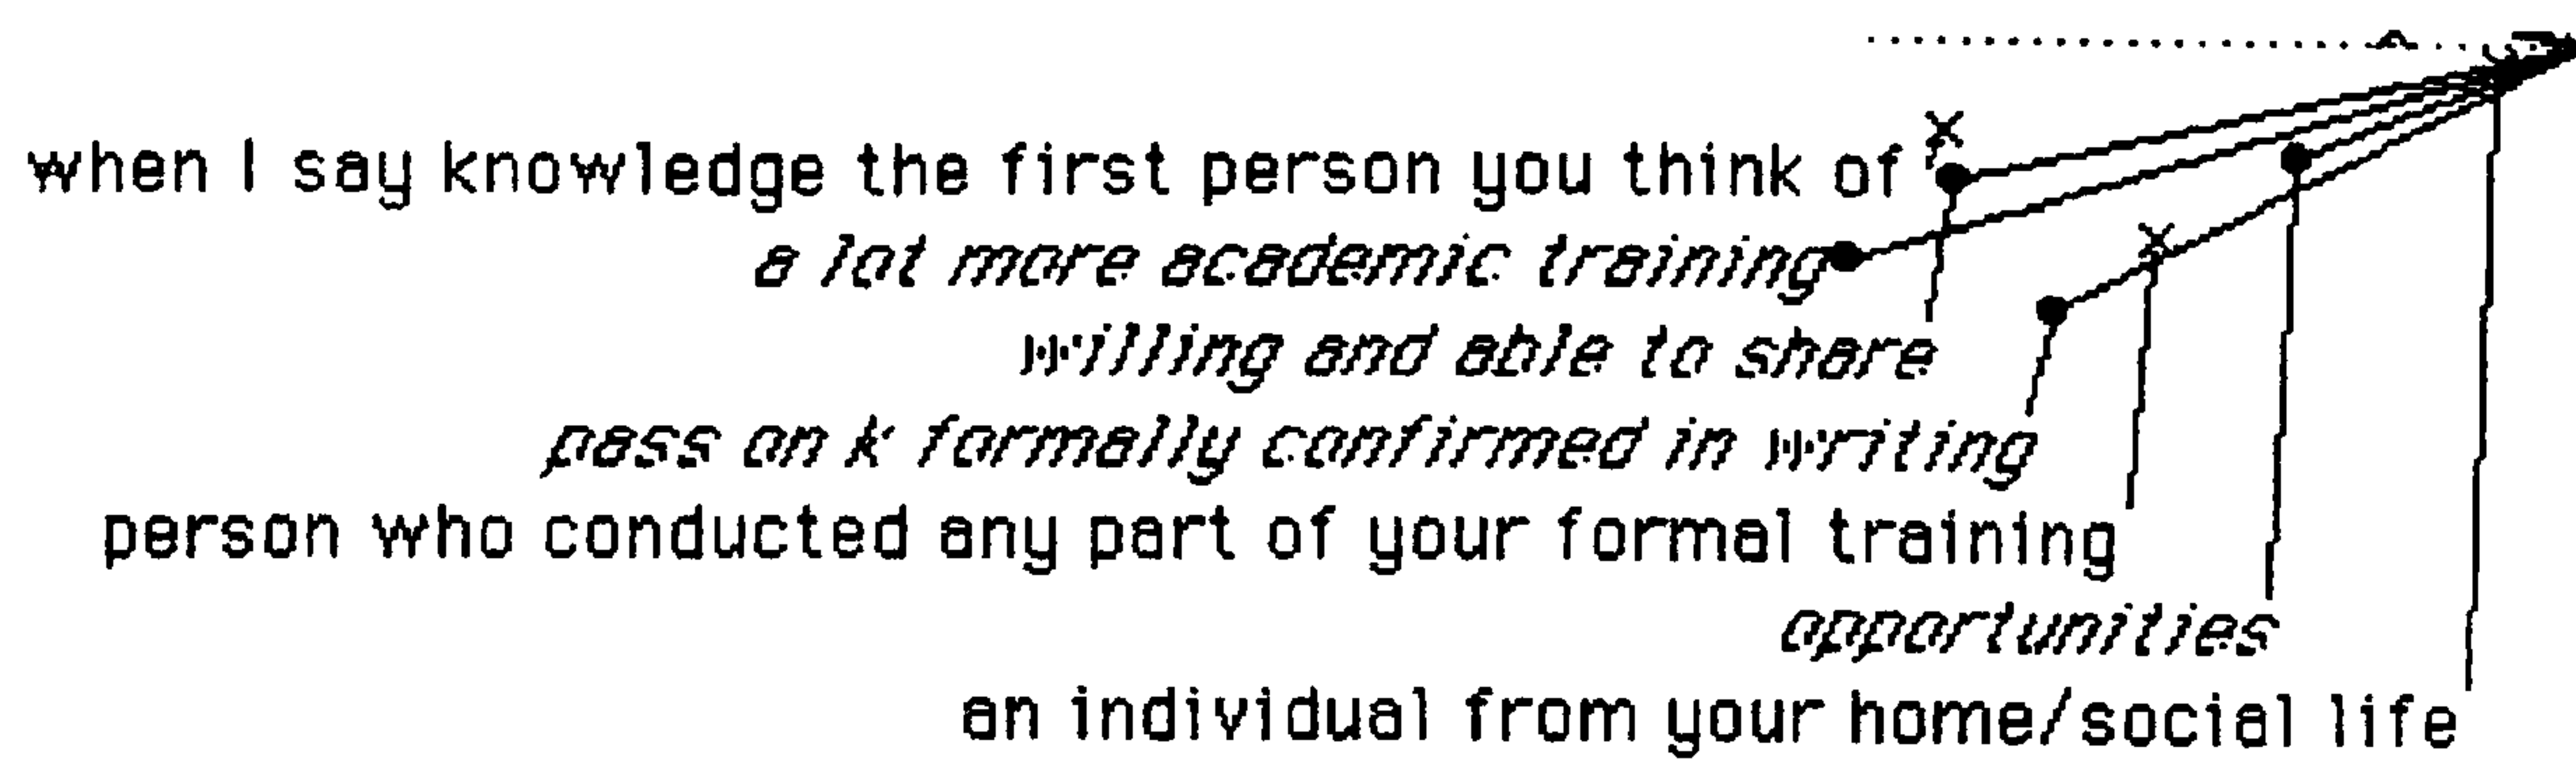 when I say knowledge the first person you think of
a lot more academic training
willing and able to share
pass on k formally confirmed in writing
person who conducted any part of your formal training
opportunities
an individual from your home/social life